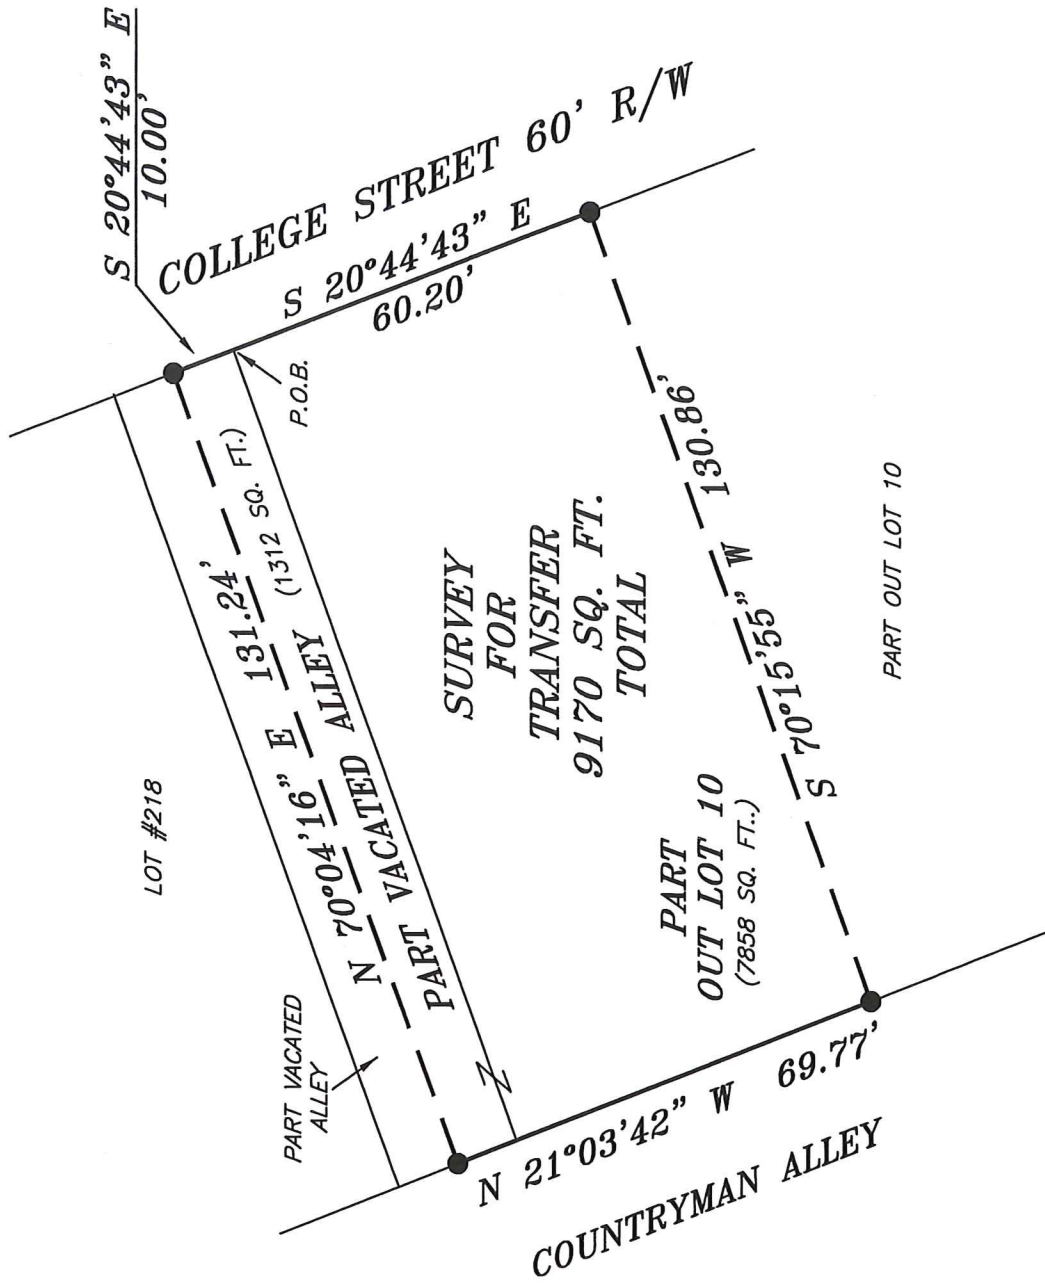 S 20°44'43" E
10.00'
COLLEGE STREET 60' R/W
S 20°44'43" E
60.20'
P.O.B.
LOT #218
N 70°04'16" E 131.24'
(1312 SQ. FT.)
PART VACATED ALLEY
PART VACATED
ALLEY
SURVEY
FOR
TRANSFER
9170 SQ. FT.
TOTAL
PART
OUT LOT 10
(7858 SQ. FT..)
S 70°15'55" W 130.86'
PART OUT LOT 10
N 21°03'42" W 69.77'
COUNTRYMAN ALLEY